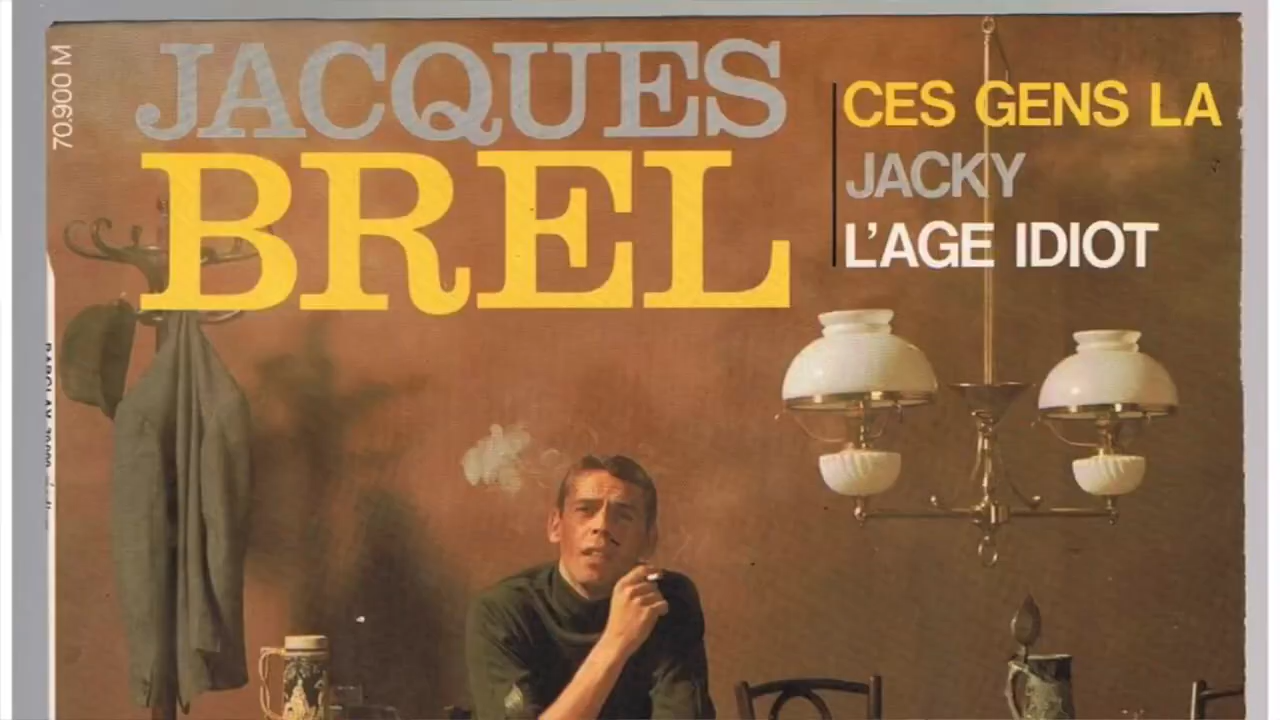 70.900 M
JACQUES
BREL
CES GENS LA
JACKY
L'AGE IDIOT